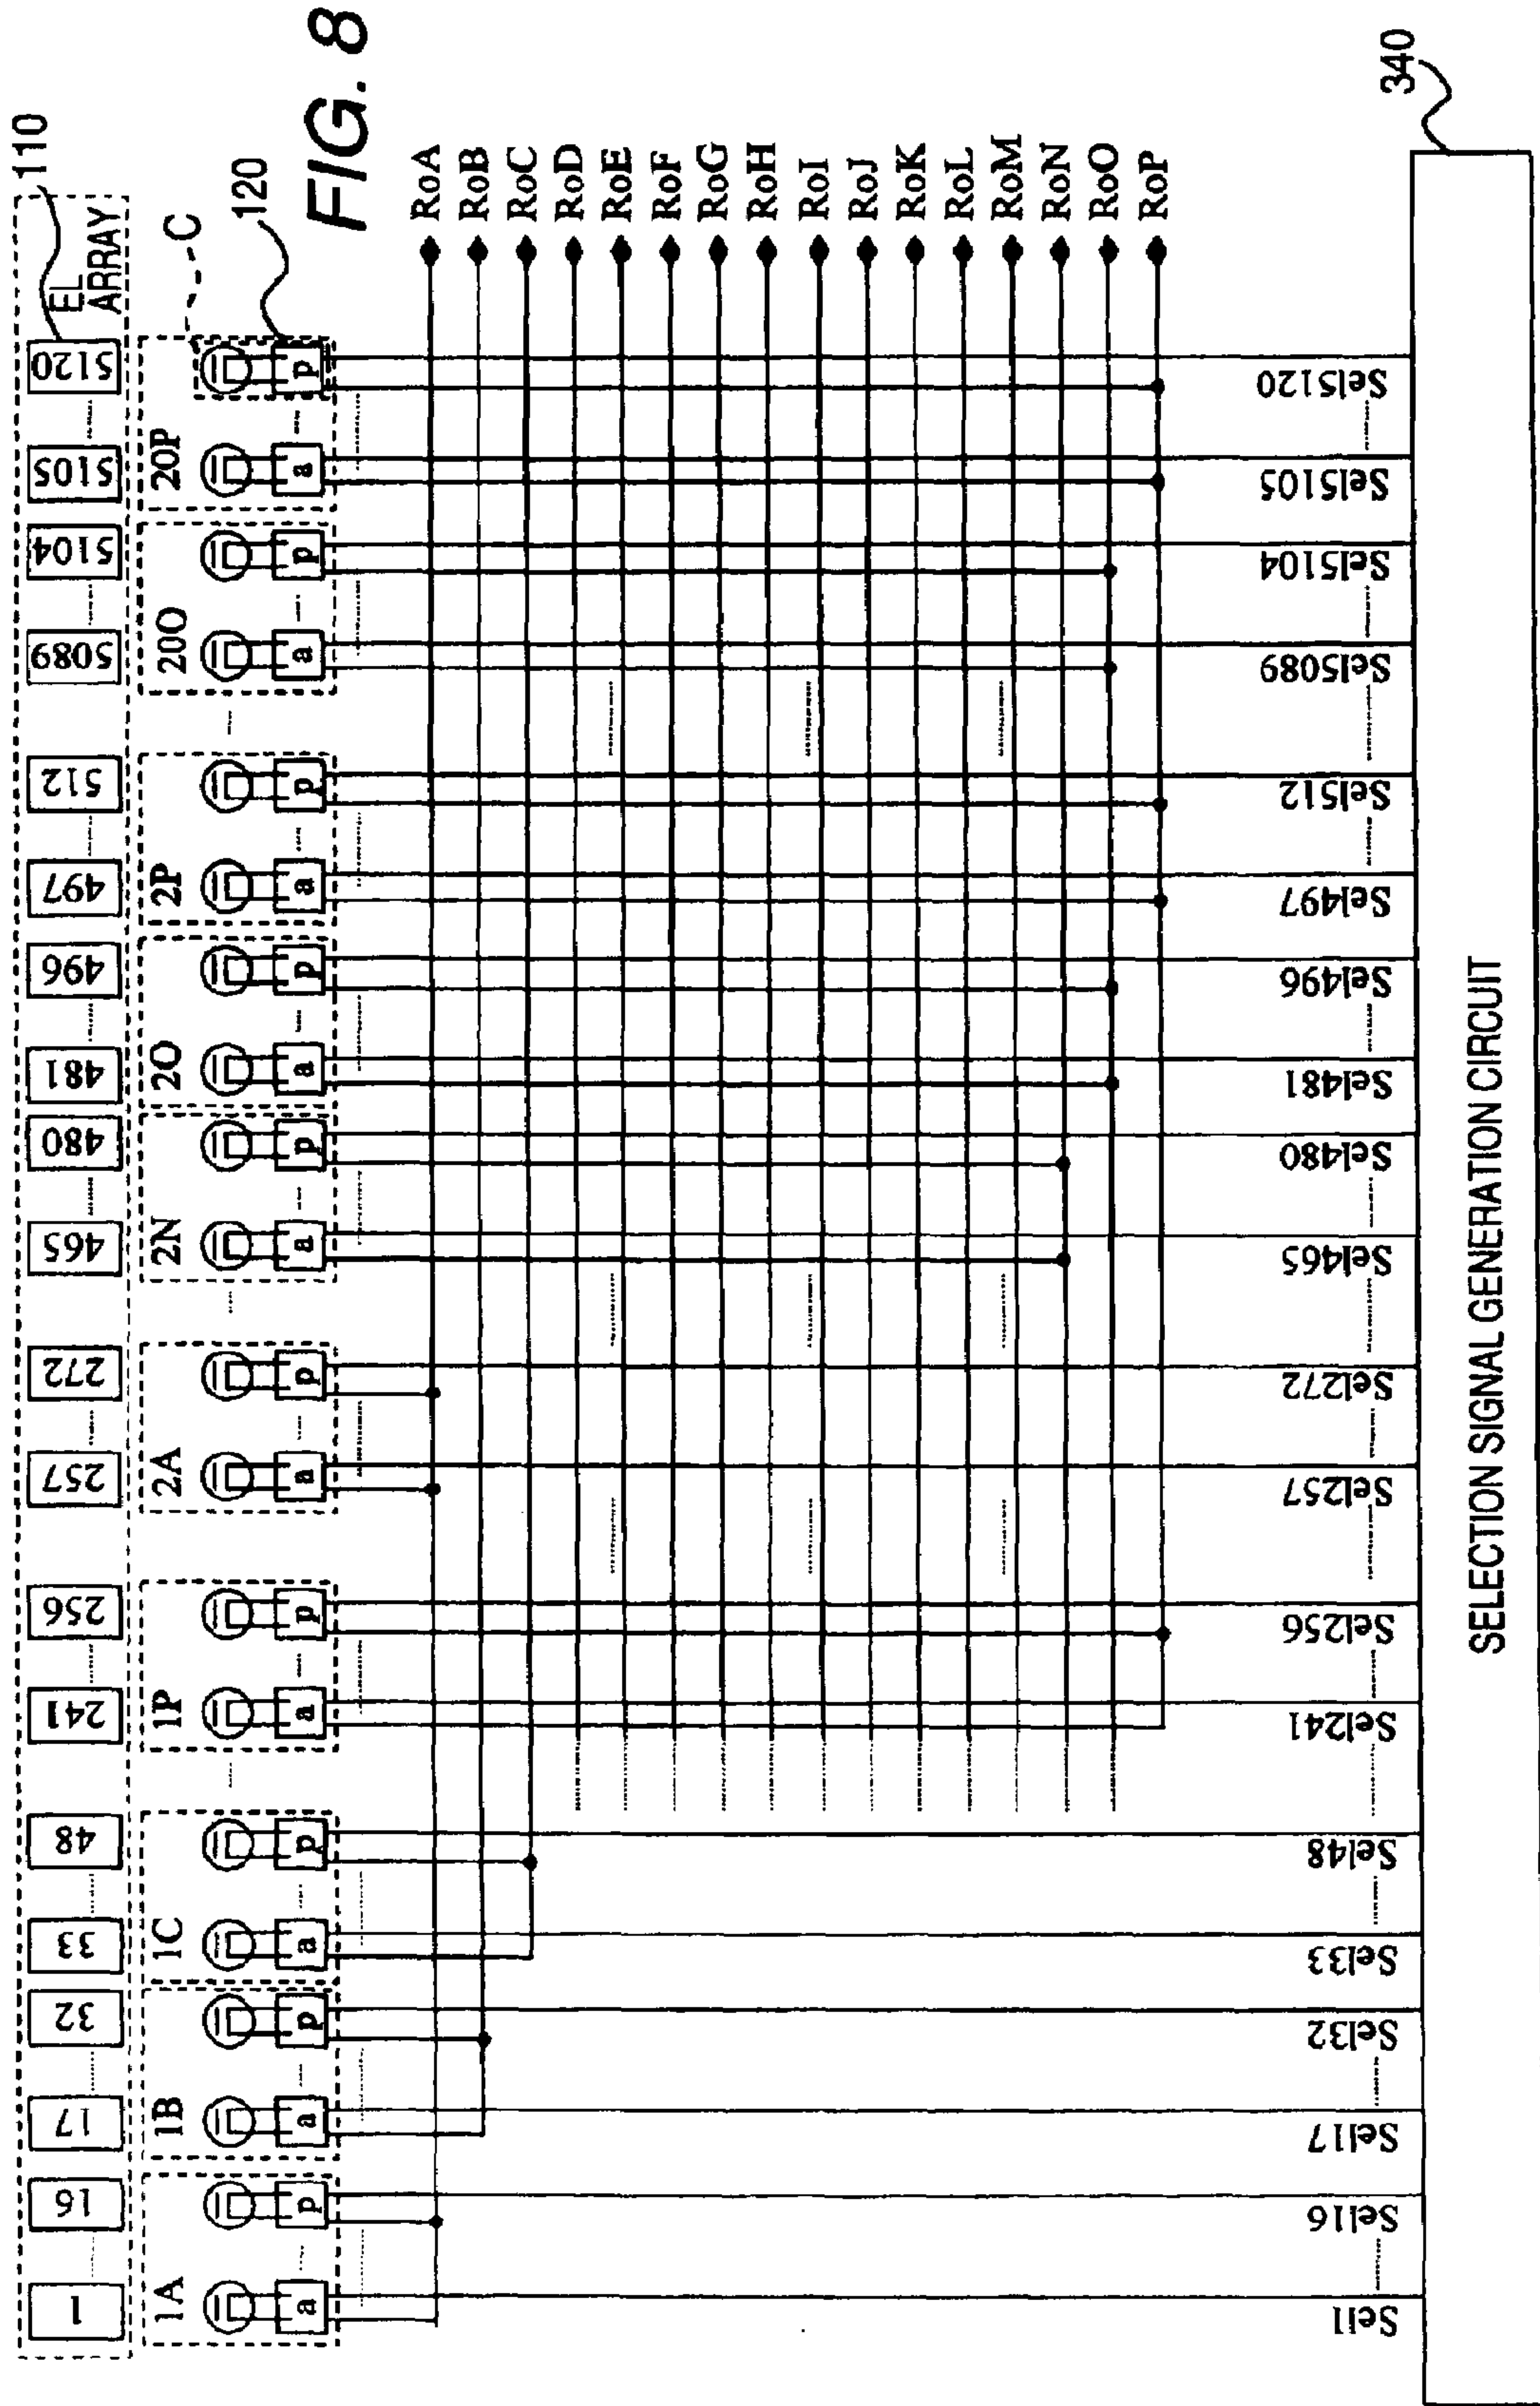 FIG. 8
110
EL ARRAY
1 16 17 32 33 48 241 256 257 272 465 480 481 496 497 512 5089 5104 5105 5120
C
1A 1B 1C 1P 2A 2N 2O 2P 20O 20P
a p a p a p a p a p a p a p a p a p a p
120
RoA
RoB
RoC
RoD
RoE
RoF
RoG
RoH
RoI
RoJ
RoK
RoL
RoM
RoN
RoO
RoP
Sel1 Sel16 Sel17 Sel32 Sel33 Sel48 Sel241 Sel256 Sel257 Sel272 Sel465 Sel480 Sel481 Sel496 Sel497 Sel512 Sel5089 Sel5104 Sel5105 Sel5120
340
SELECTION SIGNAL GENERATION CIRCUIT